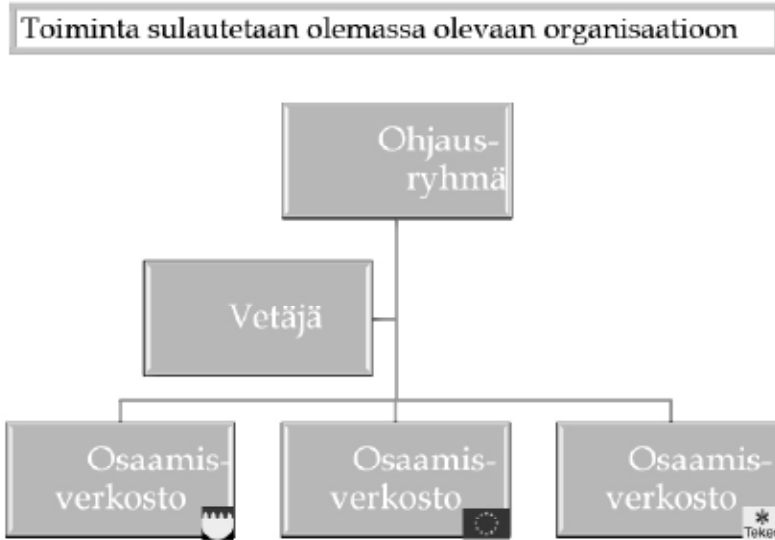 Toiminta sulautetaan olemassa olevaan organisaatioon
Ohjaus-
ryhmä
Vetäjä
Osaamis-
verkosto
Osaamis-
verkosto
Osaamis-
verkosto